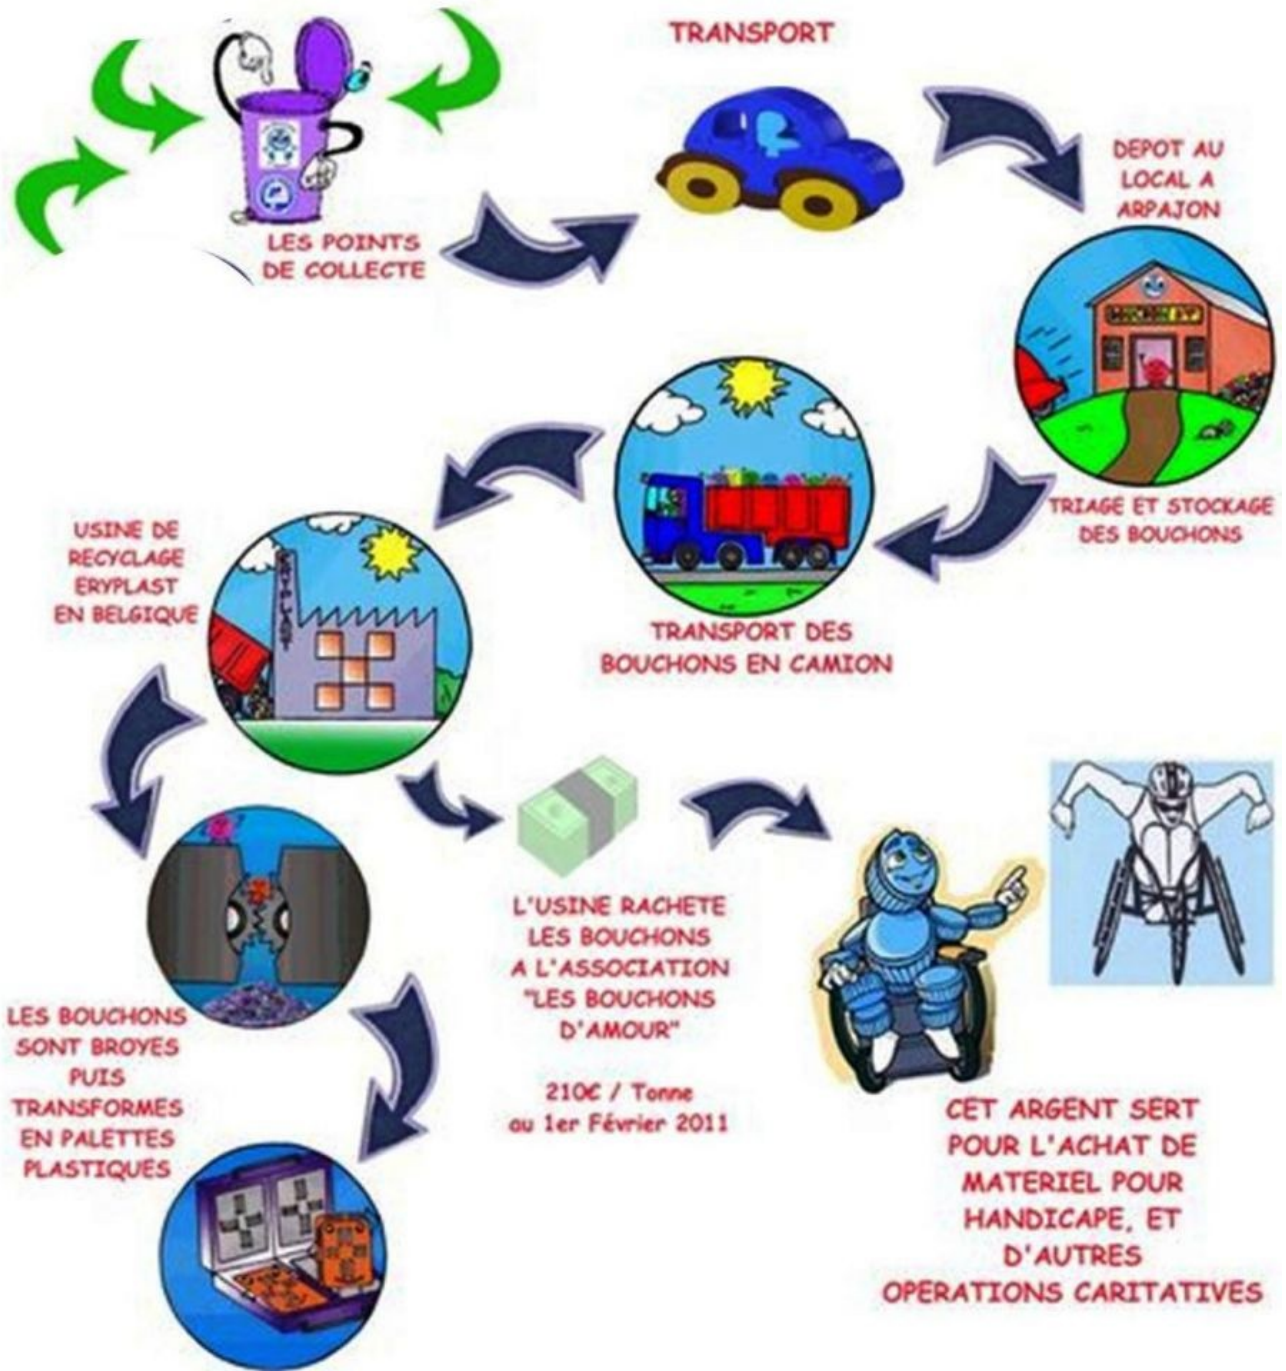 TRANSPORT
LES POINTS
DE COLLECTE
DEPOT AU
LOCAL A
ARPAJON
TRIAGE ET STOCKAGE
DES BOUCHONS
TRANSPORT DES
BOUCHONS EN CAMION
USINE DE
RECYCLAGE
ERYPLAST
EN BELGIQUE
ERYPLAST
L'USINE RACHETE
LES BOUCHONS
A L'ASSOCIATION
"LES BOUCHONS
D'AMOUR"
210€ / Tonne
au 1er Février 2011
LES BOUCHONS
SONT BROYES
PUIS
TRANSFORMES
EN PALETTES
PLASTIQUES
CET ARGENT SERT
POUR L'ACHAT DE
MATERIEL POUR
HANDICAPE, ET
D'AUTRES
OPERATIONS CARITATIVES